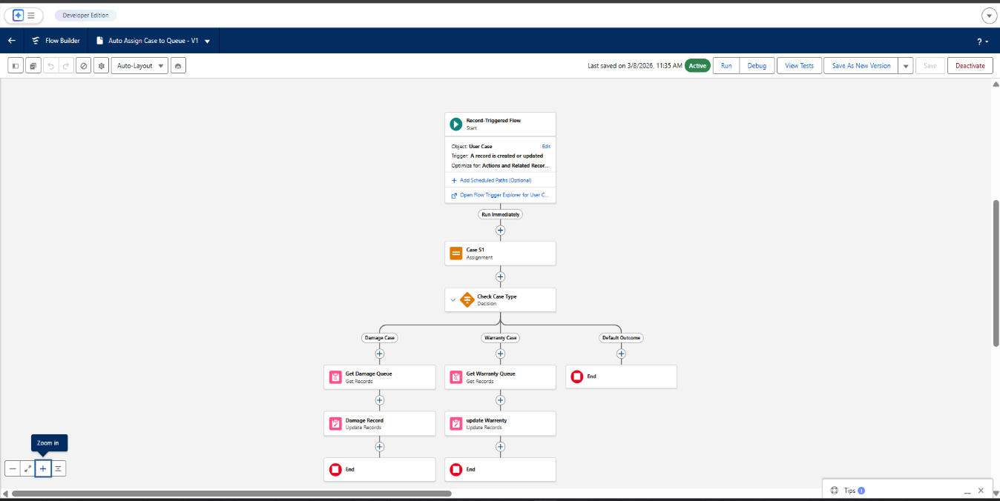 Developer Edition
Flow Builder
Auto Assign Case to Queue - V1
?
Auto-Layout
Last saved on 3/8/2026, 11:35 AM
Active
Run
Debug
View Tests
Save As New Version
Save
Deactivate
Record-Triggered Flow
Start
Object: User Case
Edit
Trigger: A record is created or updated
Optimize for: Actions and Related Recor...
Add Scheduled Paths (Optional)
Open Flow Trigger Explorer for User C...
Run Immediately
Case S1
Assignment
Check Case Type
Decision
Damage Case
Warranty Case
Default Outcome
Get Damage Queue
Get Records
Get Warranty Queue
Get Records
End
Damage Record
Update Records
update Warrenty
Update Records
End
End
Zoom in
Tips 1